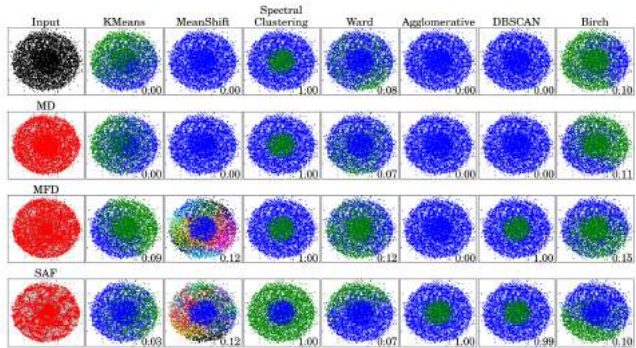 Input KMeans MeanShift Spectral Clustering Ward Agglomerative DBSCAN Birch
0.00 0.00 1.00 0.08 0.00 0.00 0.10
MD
0.00 0.00 1.00 0.07 0.00 0.00 0.11
MFD
0.09 0.12 1.00 0.12 0.00 1.00 0.15
SAF
0.03 0.12 1.00 0.07 1.00 0.99 0.10